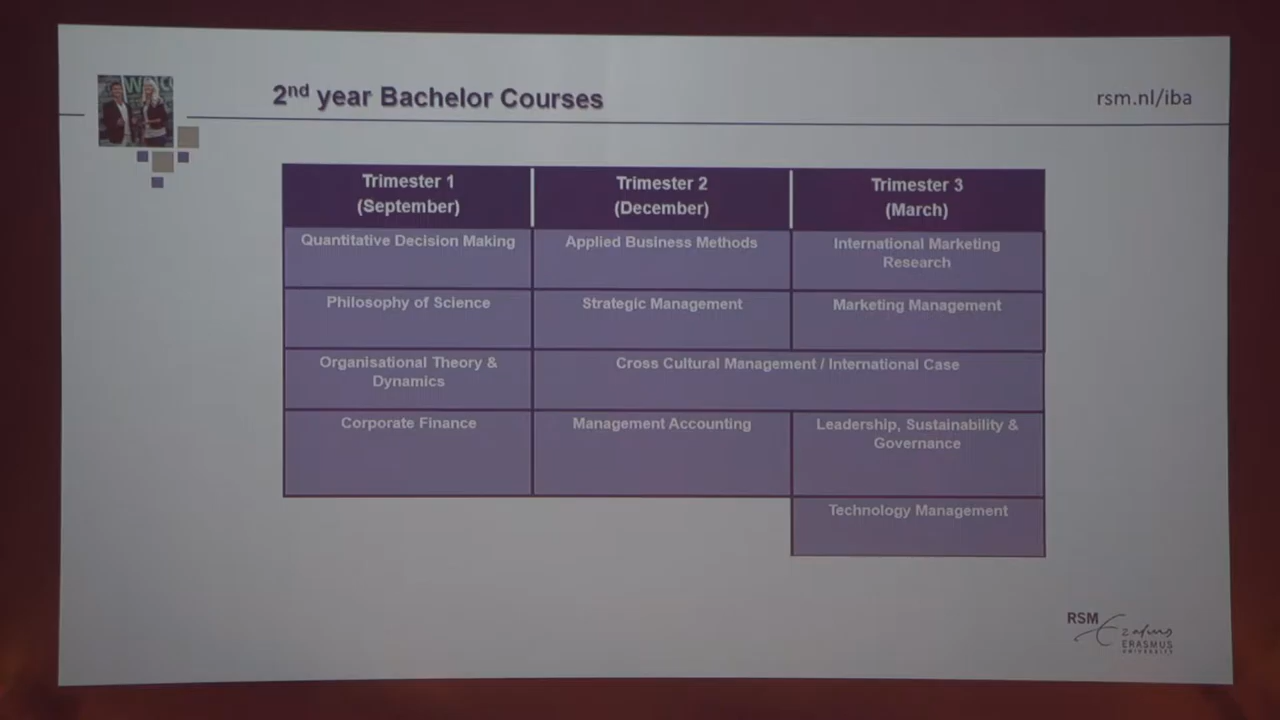 2nd year Bachelor Courses
rsm.nl/iba
Trimester 1
(September)
Trimester 2
(December)
Trimester 3
(March)
Quantitative Decision Making
Applied Business Methods
International Marketing
Research
Philosophy of Science
Strategic Management
Marketing Management
Organisational Theory &
Dynamics
Cross Cultural Management / International Case
Corporate Finance
Management Accounting
Leadership, Sustainability &
Governance
Technology Management
RSM
ERASMUS
UNIVERSITY